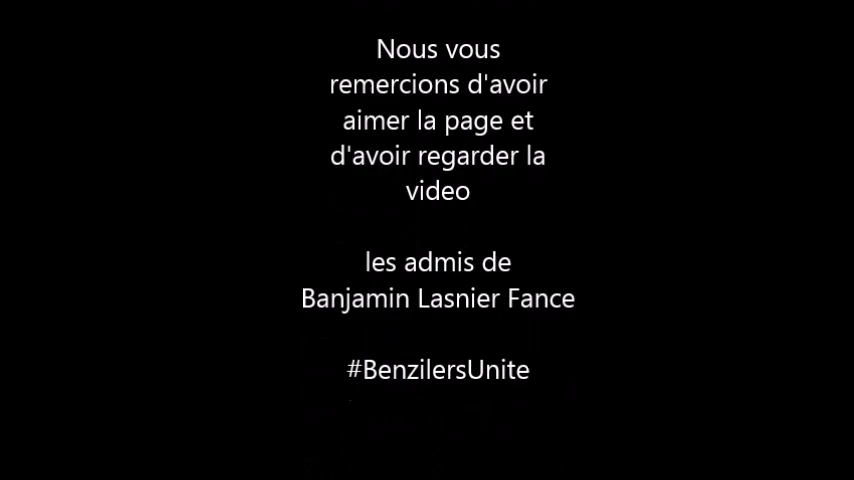 Nous vous
remercions d'avoir
aimer la page et
d'avoir regarder la
video
les admis de
Banjamin Lasnier Fance
#BenzilersUnite